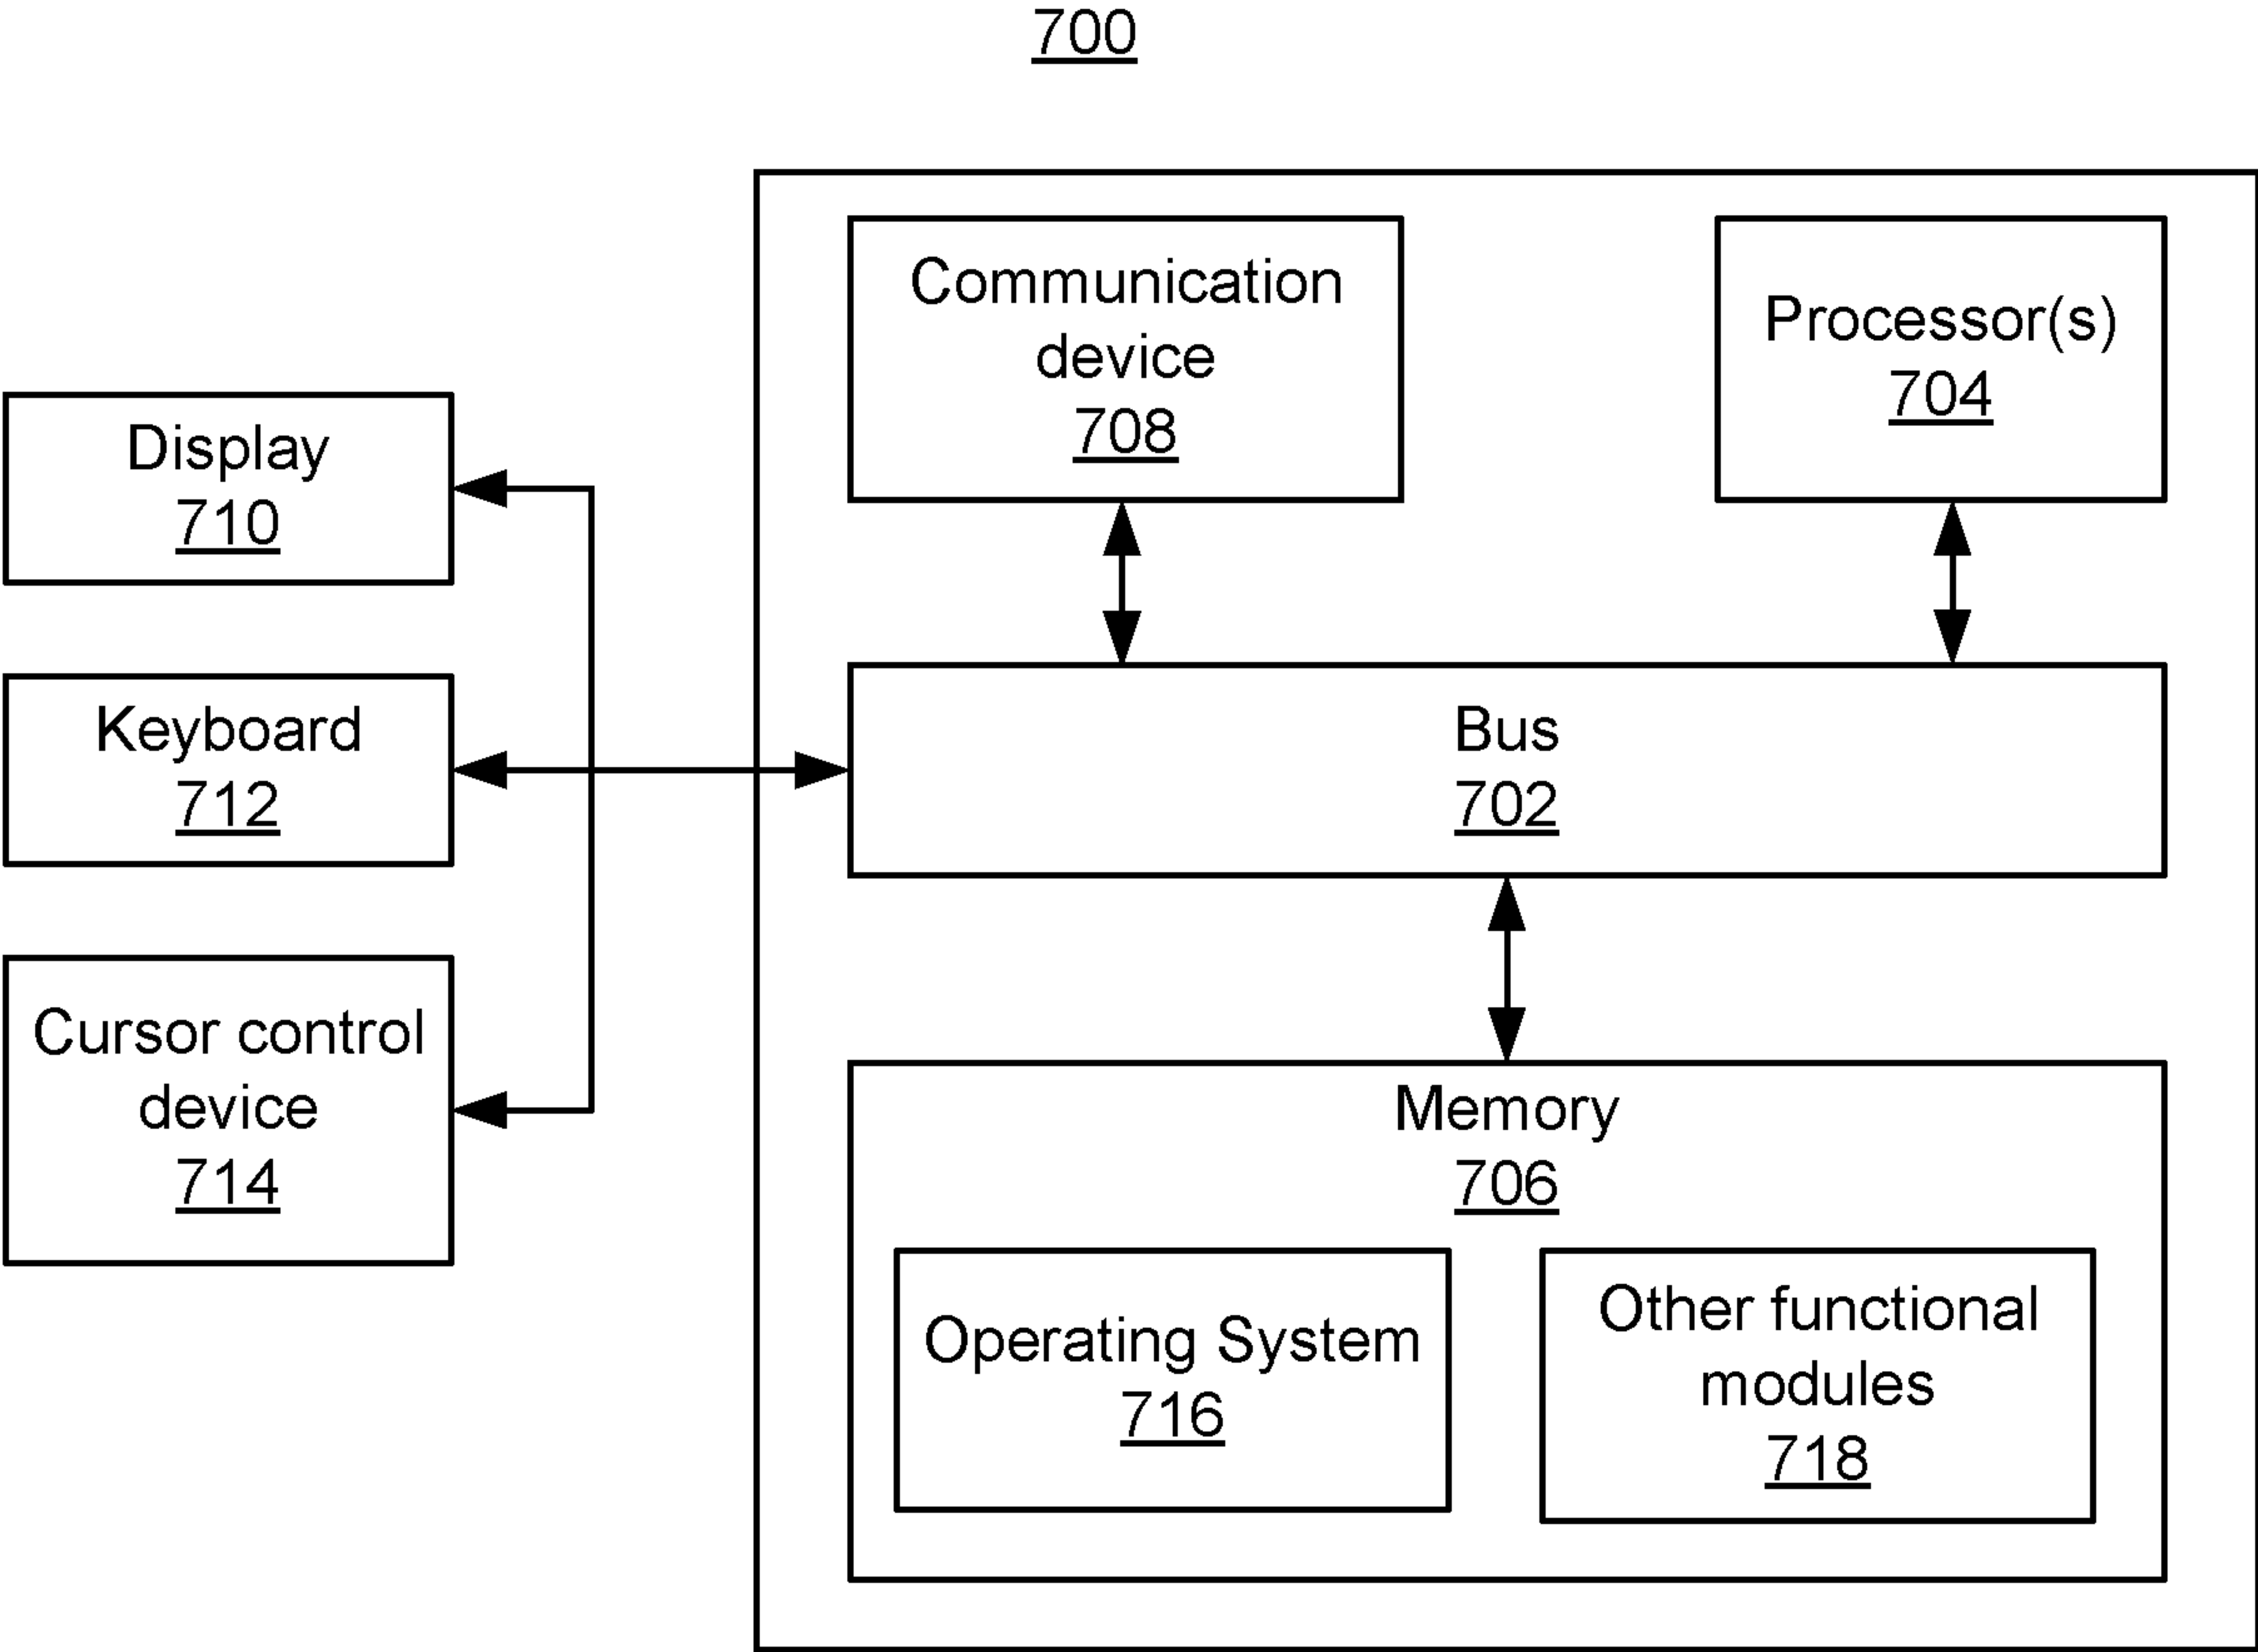 700
Communication
device
708
Processor(s)
704
Display
710
Keyboard
712
Cursor control
device
714
Bus
702
Memory
706
Operating System
716
Other functional
modules
718